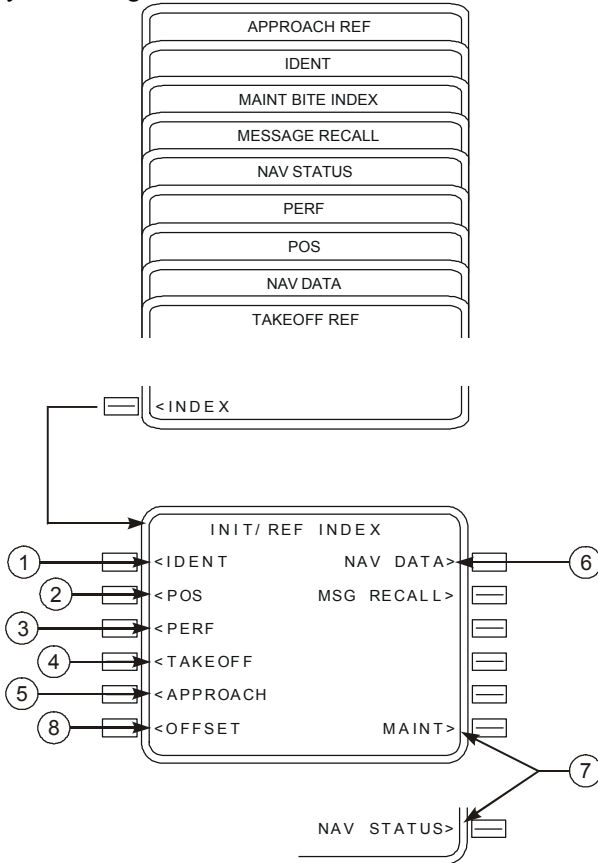 APPROACH REF
IDENT
MAINT BITE INDEX
MESSAGE RECALL
NAV STATUS
PERF
POS
NAV DATA
TAKEOFF REF
<INDEX
INIT/REF INDEX
1 <IDENT NAV DATA> 6
2 <POS MSG RECALL>
3 <PERF
4 <TAKEOFF
5 <APPROACH
8 <OFFSET MAINT>
7
NAV STATUS>